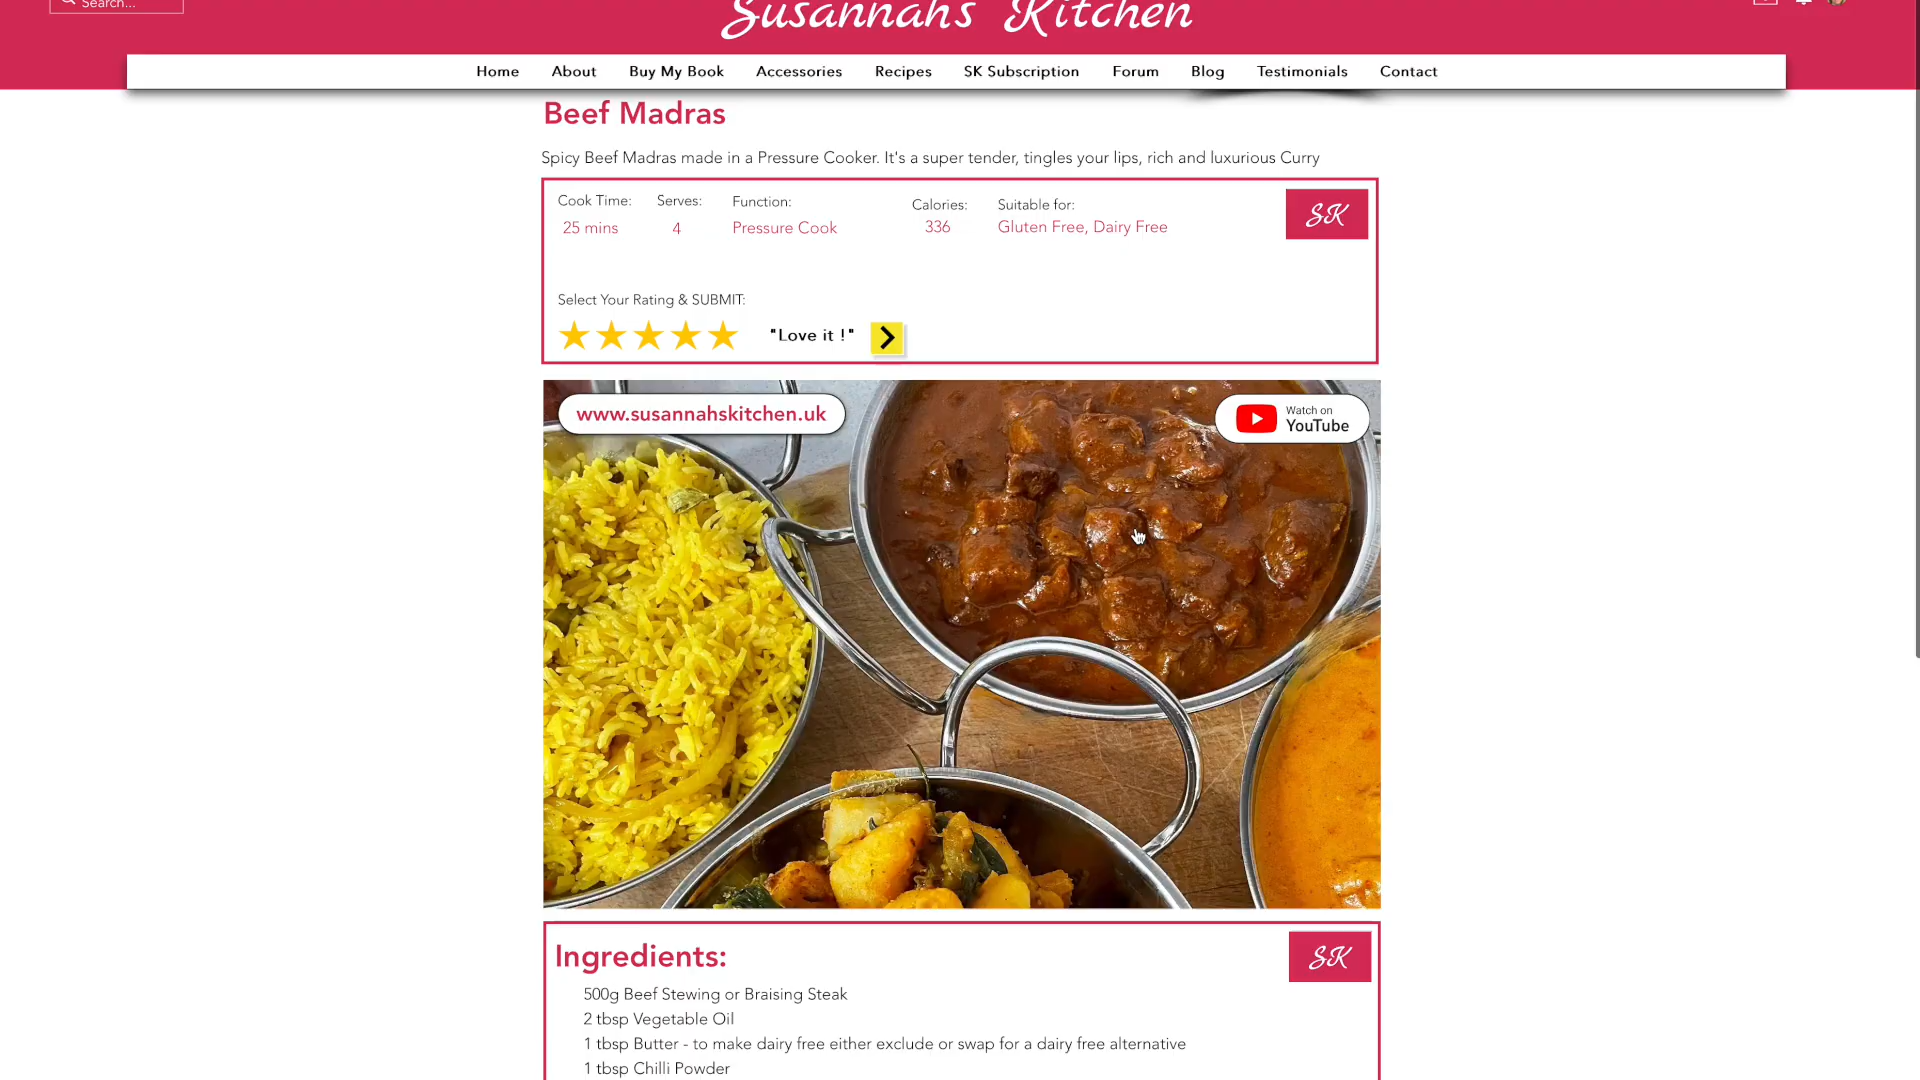 Search...
Susannah's Kitchen
Home About Buy My Book Accessories Recipes SK Subscription Forum Blog Testimonials Contact
Beef Madras
Spicy Beef Madras made in a Pressure Cooker. It's a super tender, tingles your lips, rich and luxurious Curry
Cook Time: Serves: Function: Calories: Suitable for:
25 mins 4 Pressure Cook 336 Gluten Free, Dairy Free
SK
Select Your Rating & SUBMIT:
"Love it !"
www.susannahskitchen.uk
Watch on
YouTube
Ingredients:
SK
500g Beef Stewing or Braising Steak
2 tbsp Vegetable Oil
1 tbsp Butter - to make dairy free either exclude or swap for a dairy free alternative
1 tbsp Chilli Powder